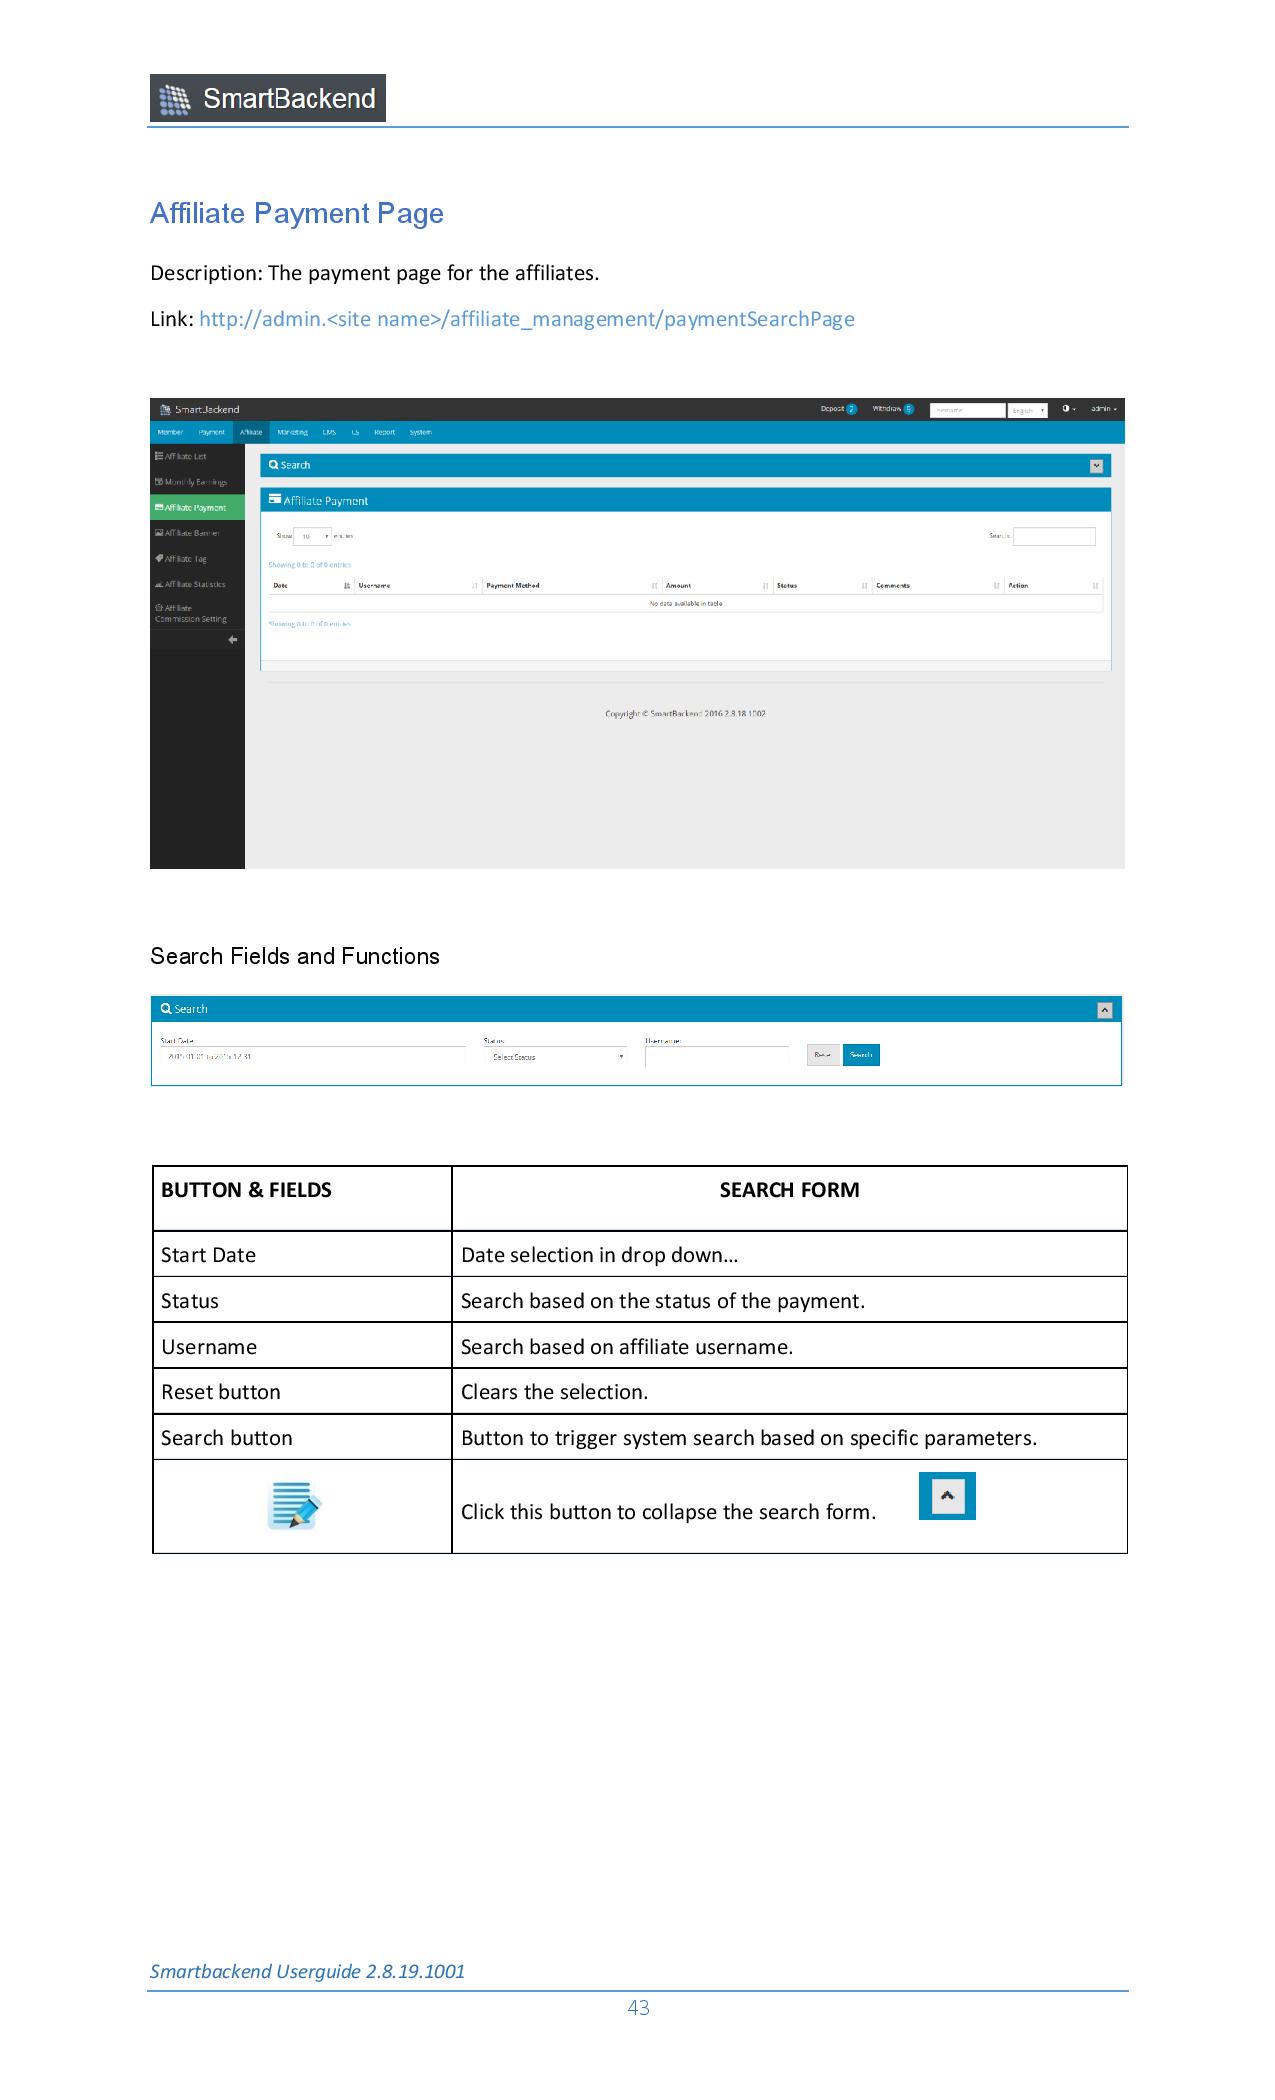 SmartBackend
Affiliate Payment Page
Description: The payment page for the affiliates.
Link: http://admin.<site name>/affiliate_management/paymentSearchPage
SmartBackend Deposit 2 Withdraw 5 Username English admin
Member Payment Affiliate Marketing CMS CS Report System
Affiliate List
Monthly Earnings
Affiliate Payment
Affiliate Banner
Affiliate Tag
Affiliate Statistics
Affiliate
Commission Setting
Search
Affiliate Payment
Show 10 entries Search:
Showing 0 to 0 of 0 entries
Date Username Payment Method Amount Status Comments Action
No data available in table
Showing 0 to 0 of 0 entries
Copyright © SmartBackend 2016 2.8.18.1002
Search Fields and Functions
Search
Start Date Status Username:
2015-01-01 to 2015-12-31 Select Status Reset Search
BUTTON & FIELDS SEARCH FORM
Start Date Date selection in drop down…
Status Search based on the status of the payment.
Username Search based on affiliate username.
Reset button Clears the selection.
Search button Button to trigger system search based on specific parameters.
Click this button to collapse the search form.
Smartbackend Userguide 2.8.19.1001
43